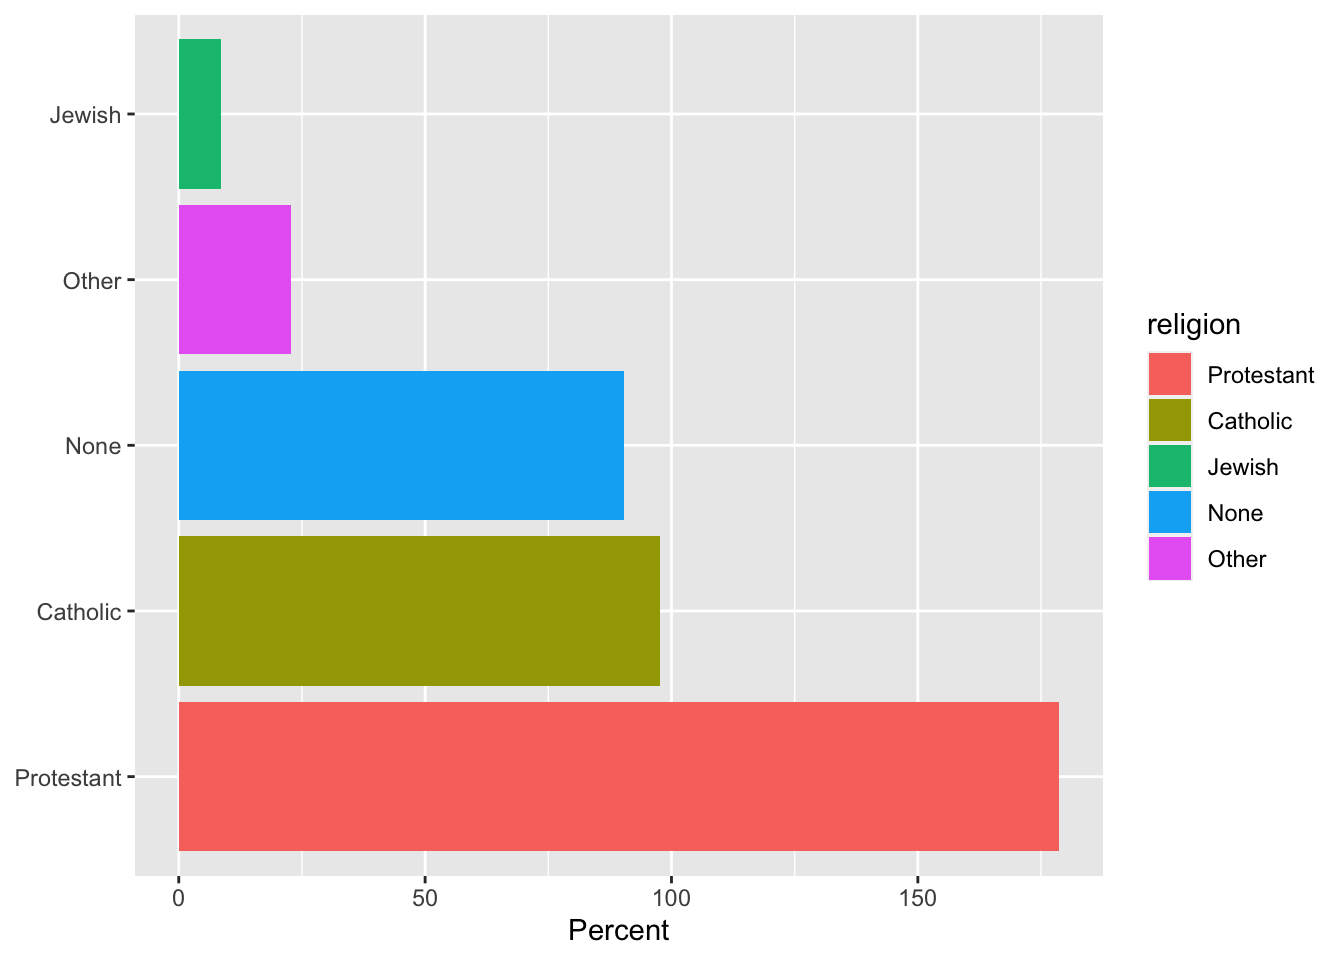 Jewish
Other
None
Catholic
Protestant
0 50 100 150
Percent
religion
Protestant
Catholic
Jewish
None
Other